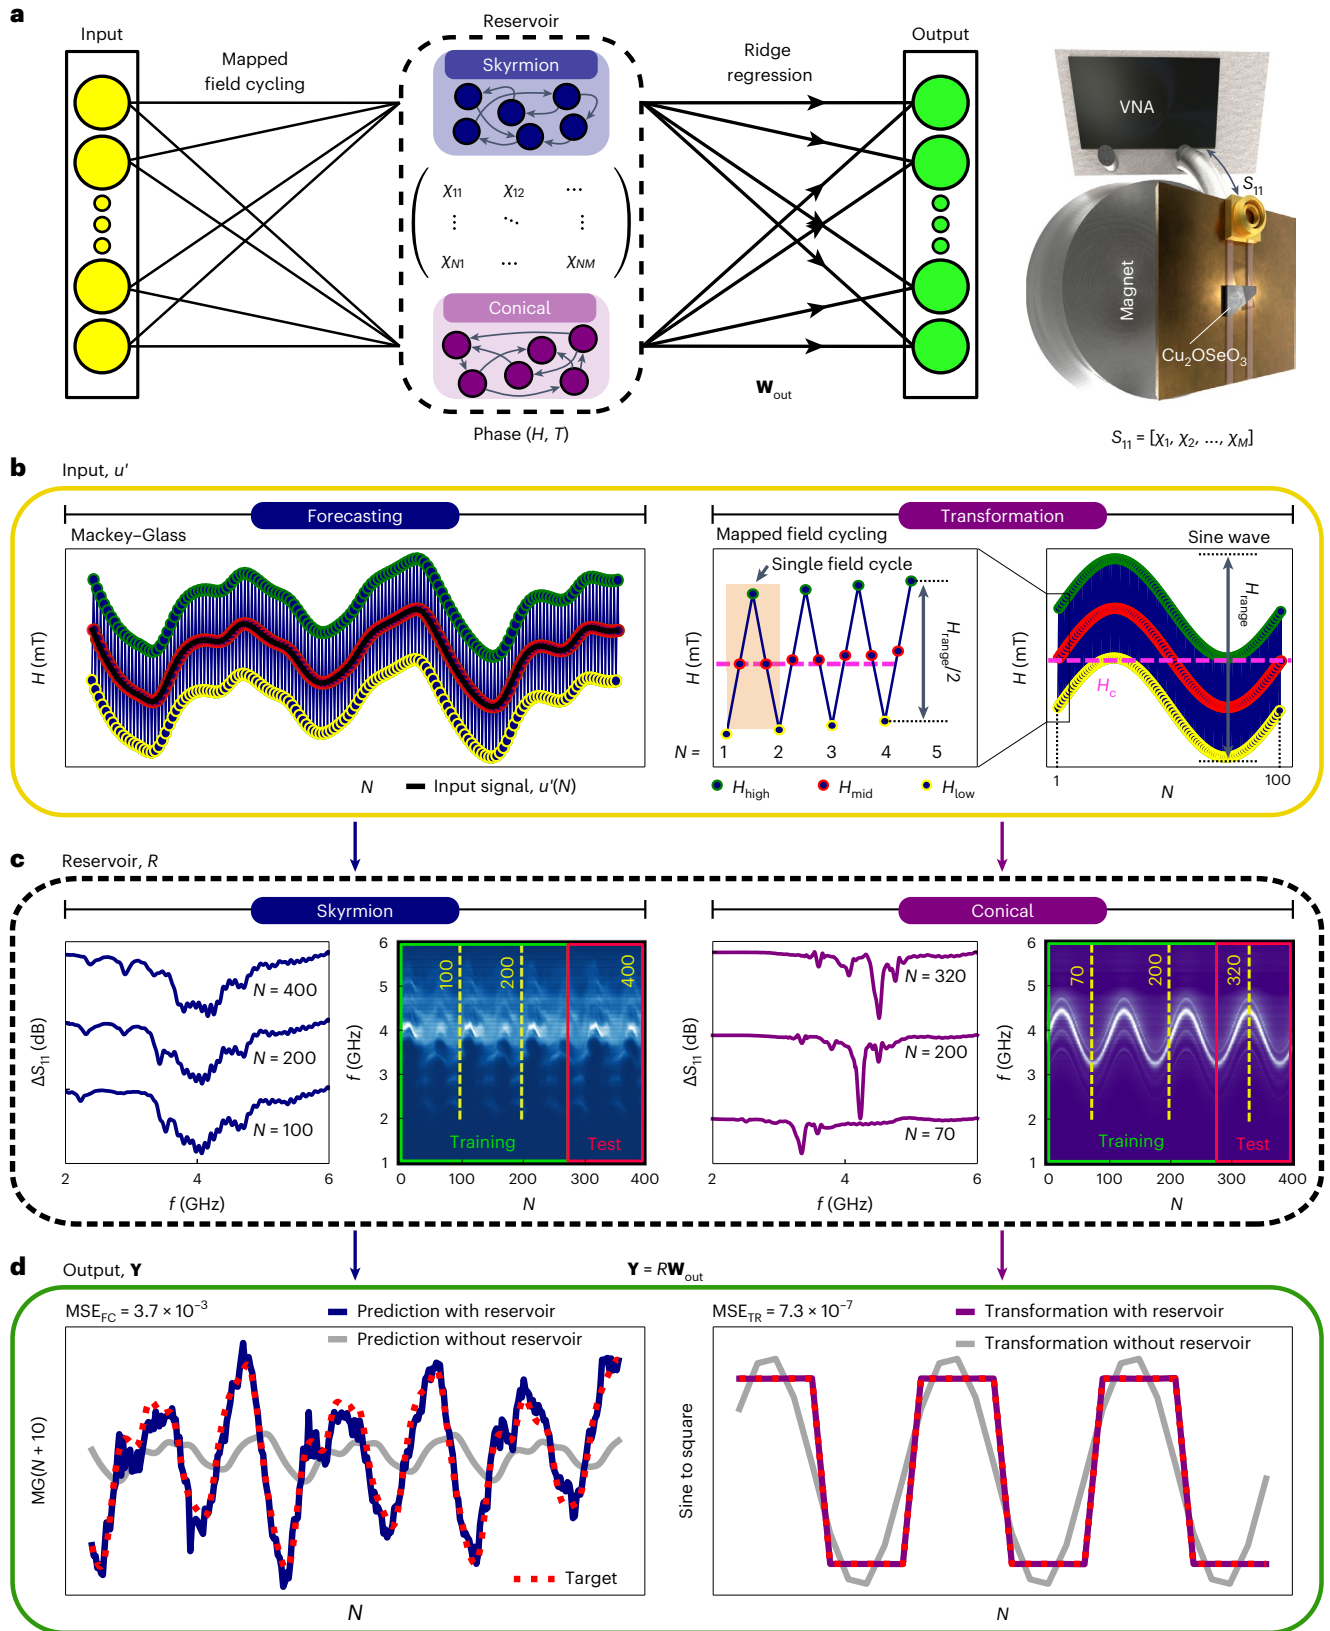 a
Input
Mapped
field cycling
Reservoir
Skyrmion
χ11 χ12 ...
⋮ ⋱ ⋮
χN1 ... χNM
Conical
Phase (H, T)
Ridge
regression
Wout
Output
VNA
S11
Magnet
Cu2OSeO3
S11 = [χ1, χ2, ..., χM]
b
Input, u'
Forecasting
Mackey–Glass
H (mT)
N
Input signal, u'(N)
Transformation
Mapped field cycling
Single field cycle
H (mT)
Hrange/2
N = 1 2 3 4 5
Hhigh
Hmid
Hlow
Sine wave
H (mT)
Hrange
Hc
1
100
N
c
Reservoir, R
Skyrmion
ΔS11 (dB)
N = 400
N = 200
N = 100
2 4 6
f (GHz)
f (GHz)
6
5
4
3
2
1
100
200
400
Training
Test
0 100 200 300 400
N
Conical
ΔS11 (dB)
N = 320
N = 200
N = 70
2 4 6
f (GHz)
f (GHz)
6
5
4
3
2
1
70
200
320
Training
Test
0 100 200 300 400
N
d
Output, Y
Y = RWout
MSEFC = 3.7 × 10−3
Prediction with reservoir
Prediction without reservoir
MG(N + 10)
Target
N
MSETR = 7.3 × 10−7
Transformation with reservoir
Transformation without reservoir
Sine to square
N